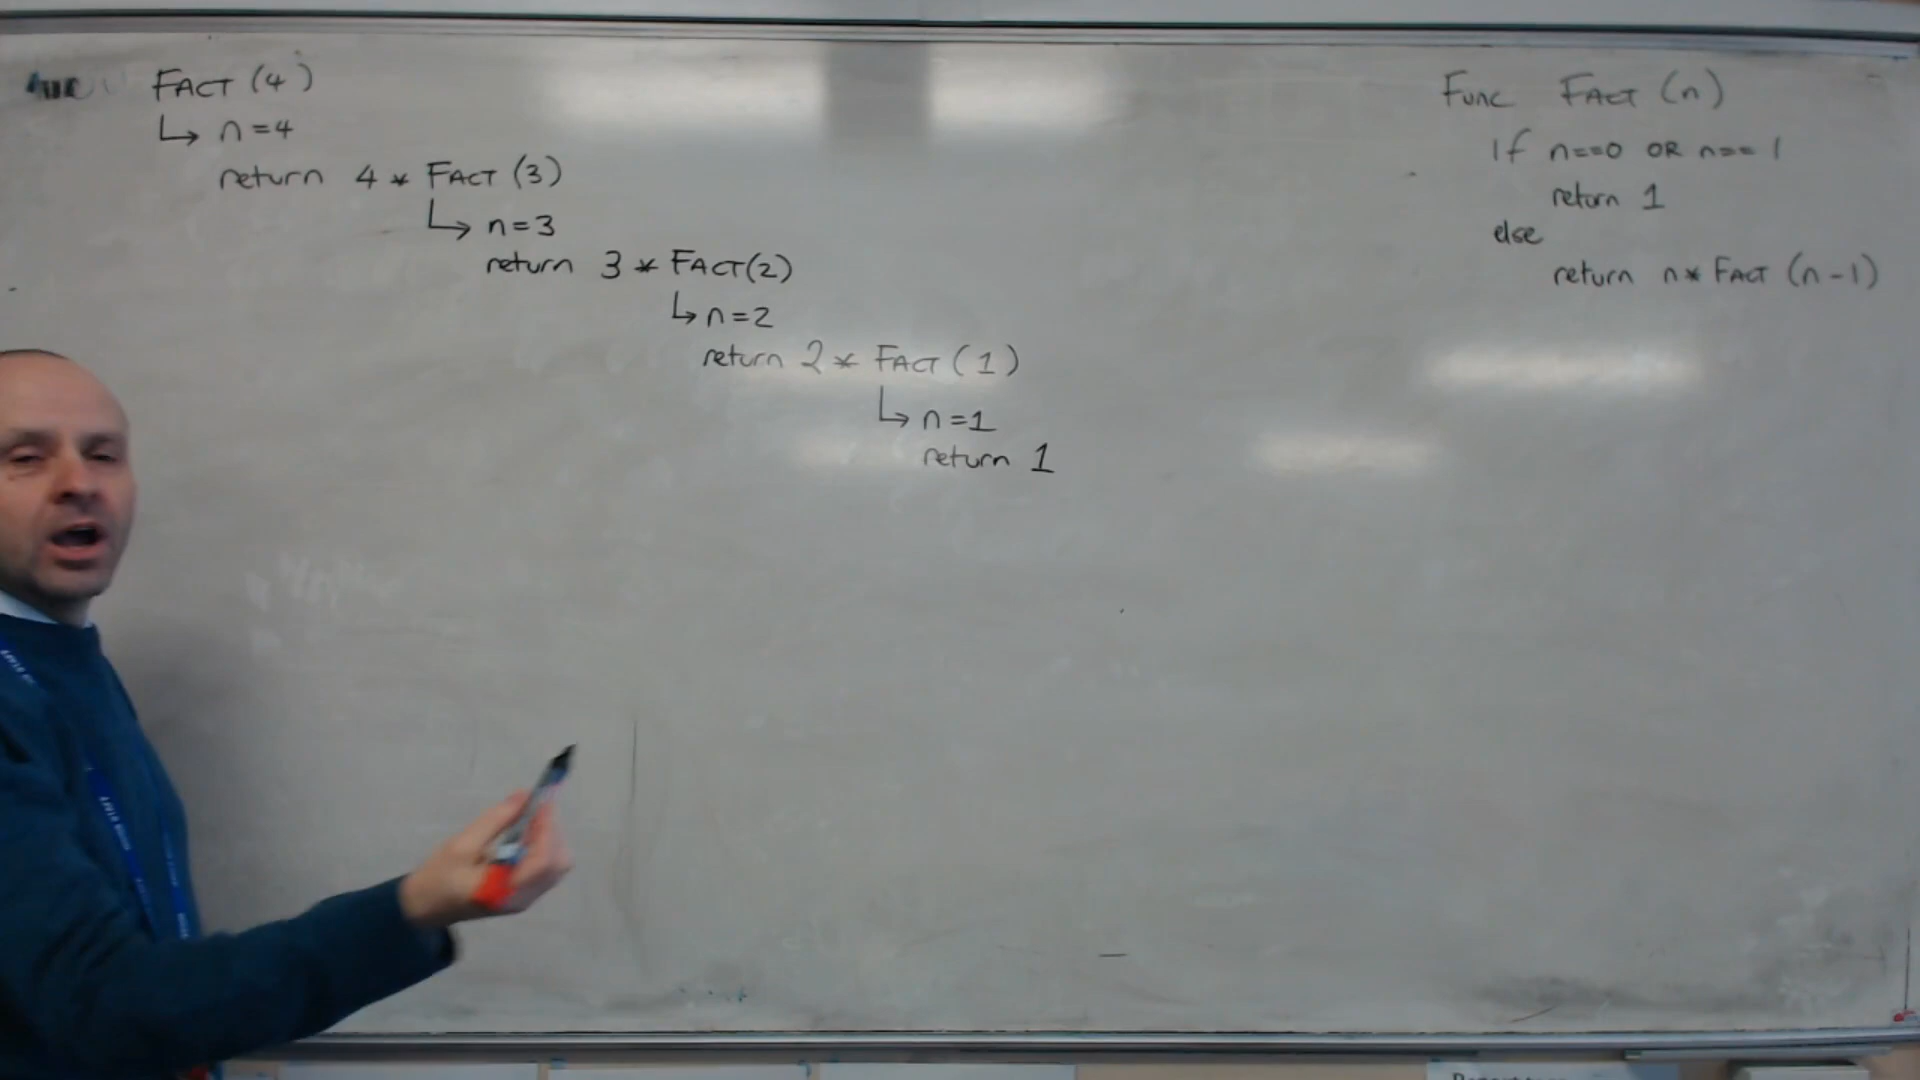 FACT (4)
↳ n=4
return 4 * FACT (3)
↳ n=3
return 3 * FACT(2)
↳ n=2
return 2 * FACT (1)
↳ n=1
return 1
Func FACT (n)
If n==0 OR n==1
return 1
else
return n* FACT (n-1)